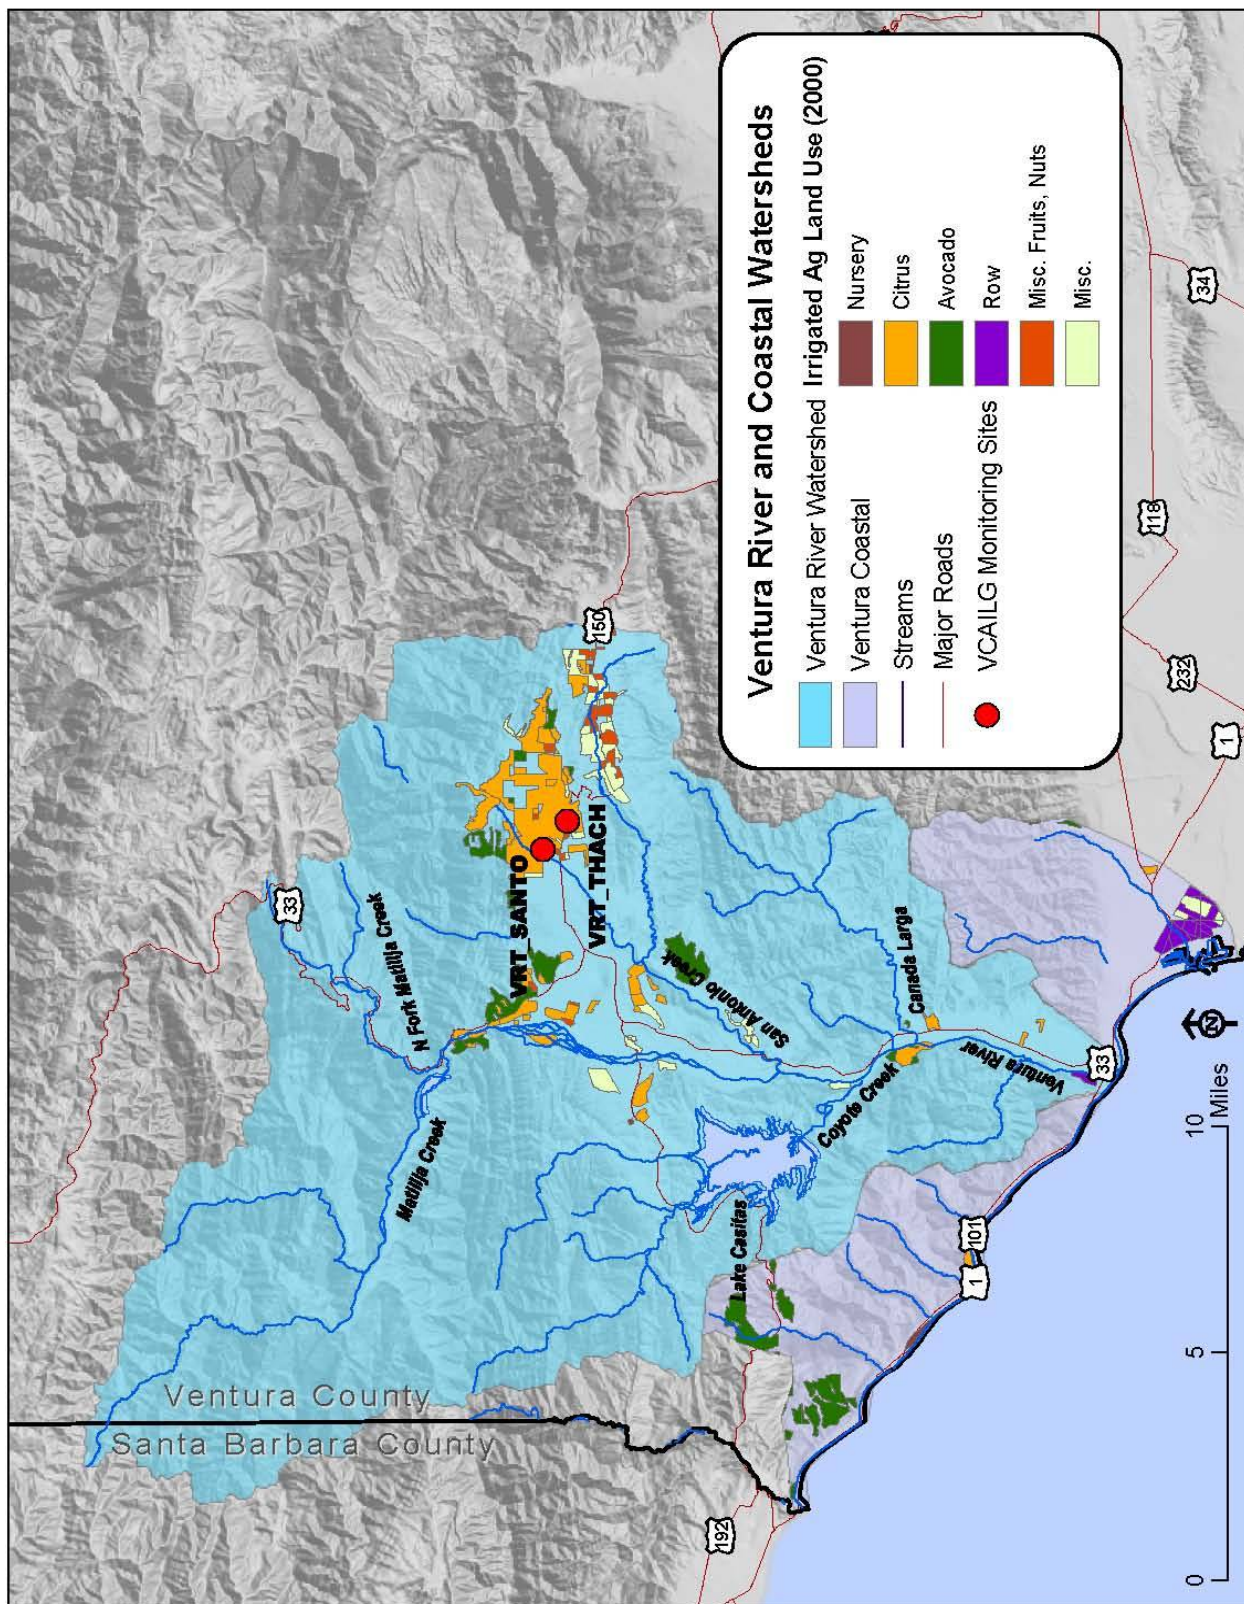 Ventura River and Coastal Watersheds
Ventura River Watershed
Ventura Coastal
Streams
Major Roads
VCAILG Monitoring Sites
Irrigated Ag Land Use (2000)
Nursery
Citrus
Avocado
Row
Misc. Fruits, Nuts
Misc.
Ventura County
Santa Barbara County
33
N Fork Matilija Creek
Matilija Creek
VRT_SANTO
VRT_THACH
150
San Antonio Creek
Lake Casitas
Coyote Creek
Canada Larga
Ventura River
192
1
101
33
118
34
232
1
N
0
5
10
Miles